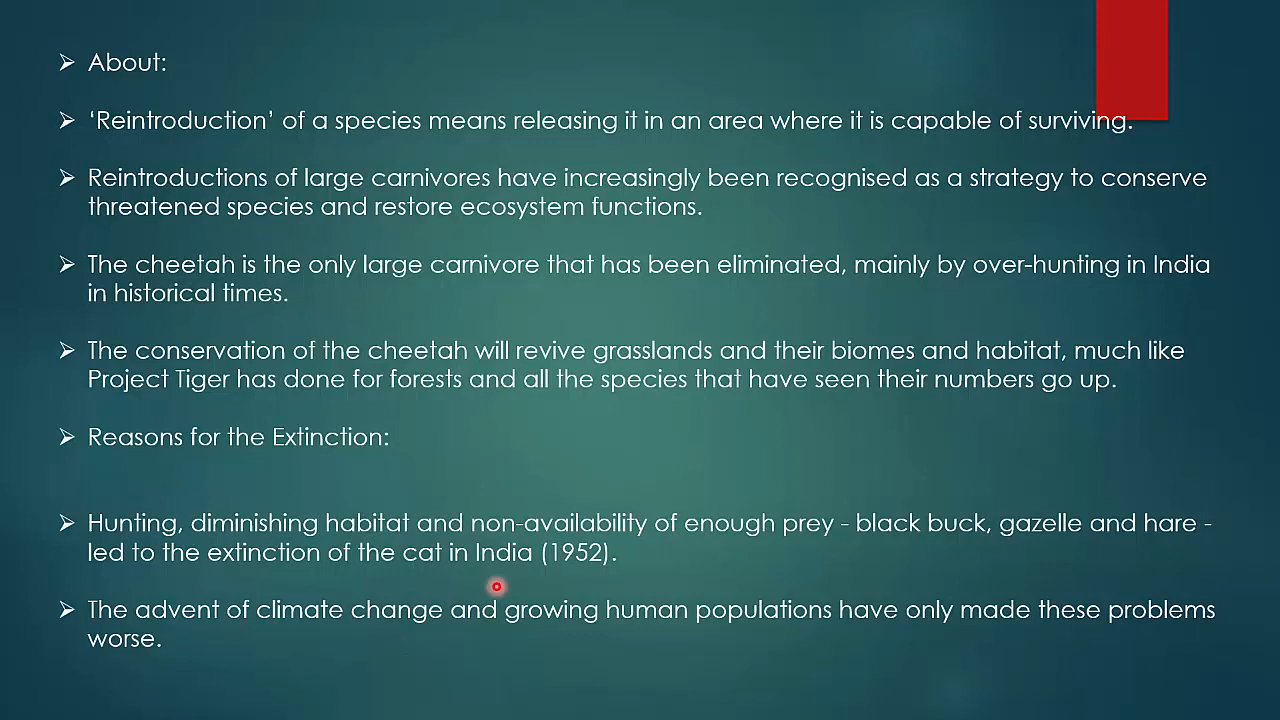 About:
‘Reintroduction’ of a species means releasing it in an area where it is capable of surviving.
Reintroductions of large carnivores have increasingly been recognised as a strategy to conserve
threatened species and restore ecosystem functions.
The cheetah is the only large carnivore that has been eliminated, mainly by over-hunting in India
in historical times.
The conservation of the cheetah will revive grasslands and their biomes and habitat, much like
Project Tiger has done for forests and all the species that have seen their numbers go up.
Reasons for the Extinction:
Hunting, diminishing habitat and non-availability of enough prey - black buck, gazelle and hare -
led to the extinction of the cat in India (1952).
The advent of climate change and growing human populations have only made these problems
worse.